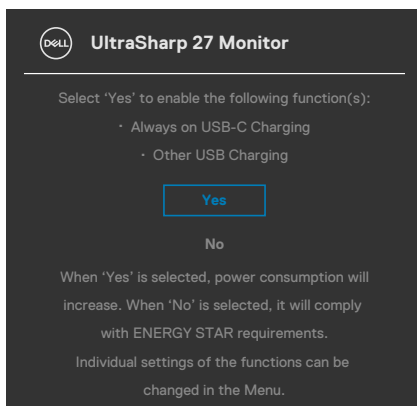 DELL UltraSharp 27 Monitor
Select ‘Yes’ to enable the following function(s):
· Always on USB-C Charging
· Other USB Charging
Yes
No
When ‘Yes’ is selected, power consumption will
increase. When ‘No’ is selected, it will comply
with ENERGY STAR requirements.
Individual settings of the functions can be
changed in the Menu.